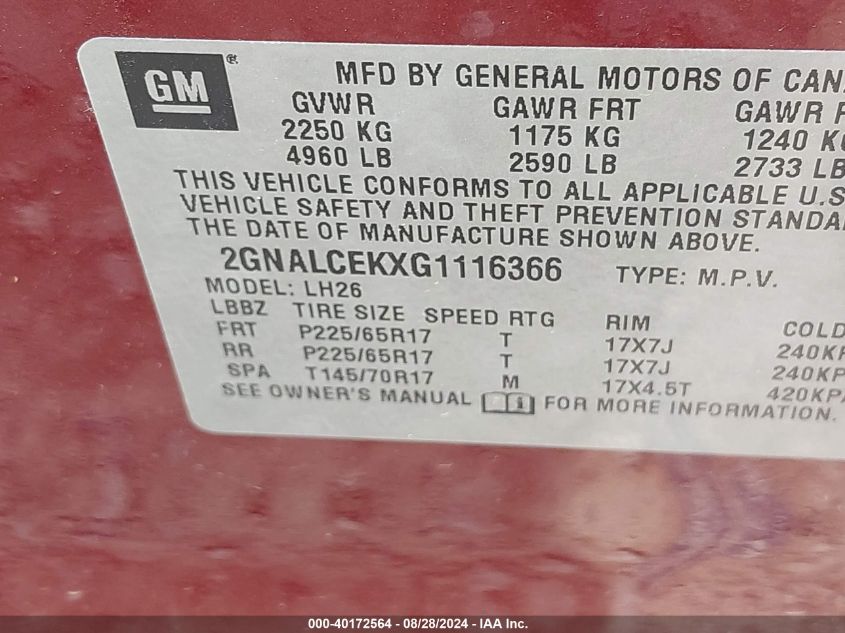 GM ®
MFD BY GENERAL MOTORS OF CAN
GVWR GAWR FRT GAWR
2250 KG 1175 KG 1240 KG
4960 LB 2590 LB 2733 LB
THIS VEHICLE CONFORMS TO ALL APPLICABLE U.S
VEHICLE SAFETY AND THEFT PREVENTION STANDA
THE DATE OF MANUFACTURE SHOWN ABOVE.
2GNALCEKXG1116366 TYPE: M.P.V.
MODEL: LH26
LBBZ TIRE SIZE SPEED RTG RIM COLD
FRT P225/65R17 T 17X7J 240KP
RR P225/65R17 T 17X7J 240KP
SPA T145/70R17 M 17X4.5T 420KPA
SEE OWNER'S MANUAL FOR MORE INFORMATION.
000-40172564 | 08/28/2024 - IAA Inc.